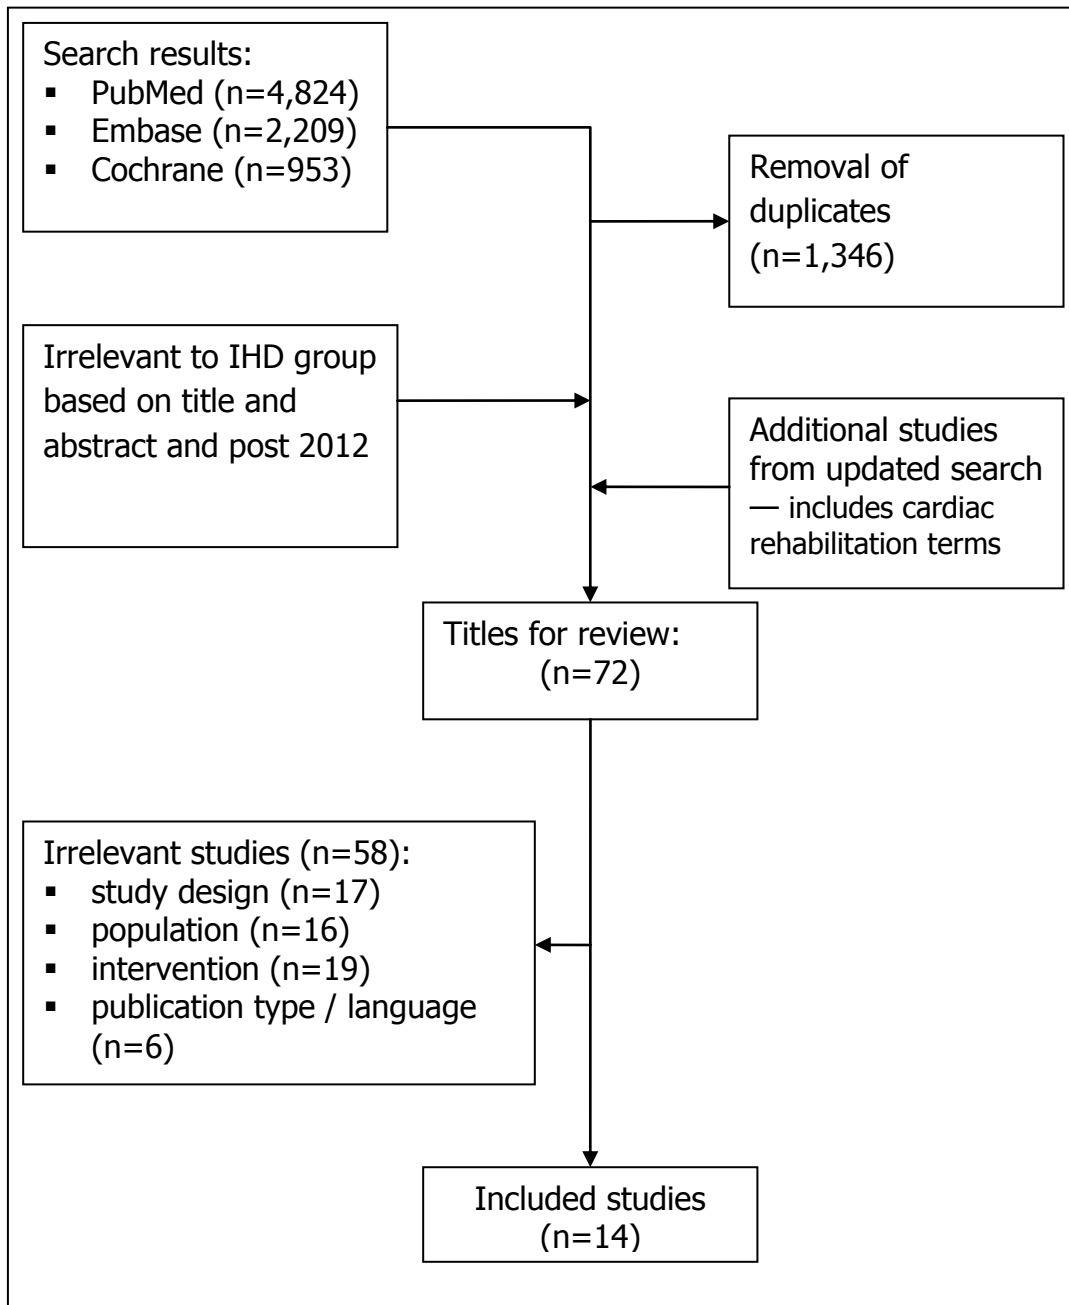 Search results:
▪ PubMed (n=4,824)
▪ Embase (n=2,209)
▪ Cochrane (n=953)
Removal of
duplicates
(n=1,346)
Irrelevant to IHD group
based on title and
abstract and post 2012
Additional studies
from updated search
— includes cardiac
rehabilitation terms
Titles for review:
(n=72)
Irrelevant studies (n=58):
▪ study design (n=17)
▪ population (n=16)
▪ intervention (n=19)
▪ publication type / language
(n=6)
Included studies
(n=14)